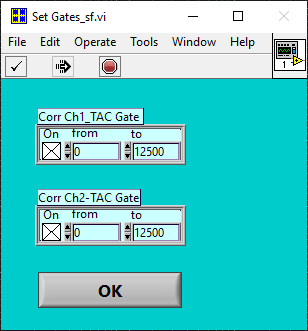 Set Gates_sf.vi
File Edit Operate Tools Window Help
1
Corr Ch1_TAC Gate
On from to
0 12500
Corr Ch2-TAC Gate
On from to
0 12500
OK